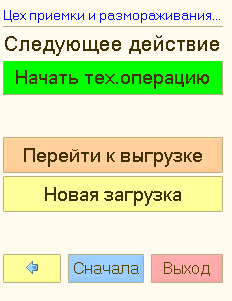 Цех приемки и размораживания...
Следующее действие
Начать тех.операцию
Перейти к выгрузке
Новая загрузка
Сначала Выход